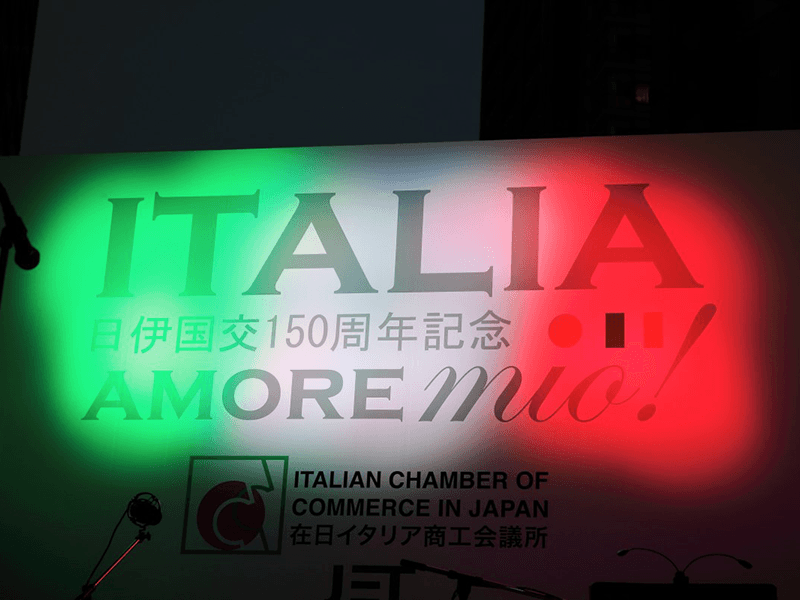 ITALIA
日伊国交150周年記念
AMORE mio!
ITALIAN CHAMBER OF
COMMERCE IN JAPAN
在日イタリア商工会議所